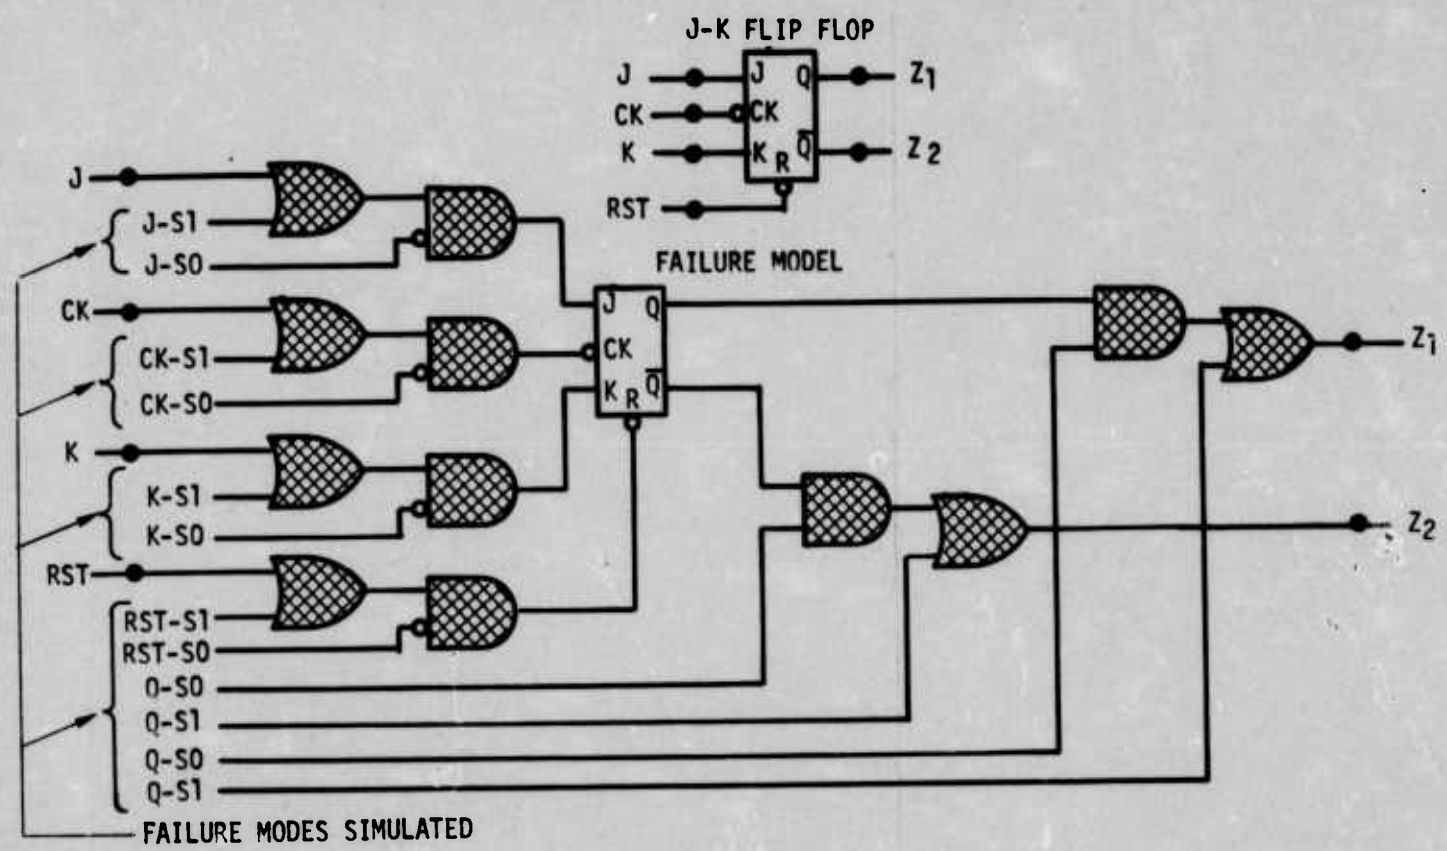 J-K FLIP FLOP
J
CK
K
RST
J Q
CK
K R Q̅
Z1
Z2
FAILURE MODEL
J
J-S1
J-S0
CK
CK-S1
CK-S0
K
K-S1
K-S0
RST
RST-S1
RST-S0
Q-S0
Q-S1
Q-S0
Q-S1
J Q
CK
K R Q̅
Z1
Z2
FAILURE MODES SIMULATED